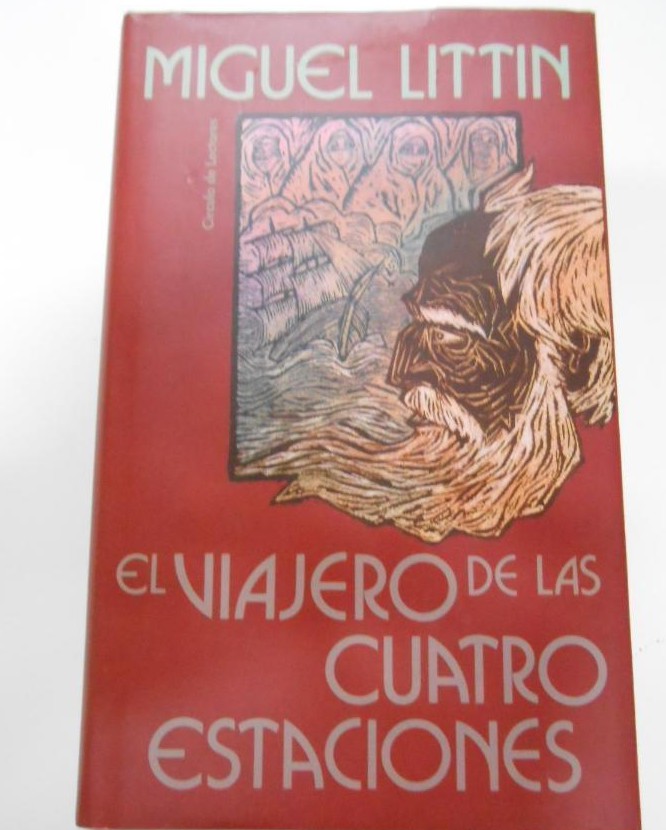 MIGUEL LITTIN
Círculo de Lectores
EL VIAJERO DE LAS
CUATRO
ESTACIONES